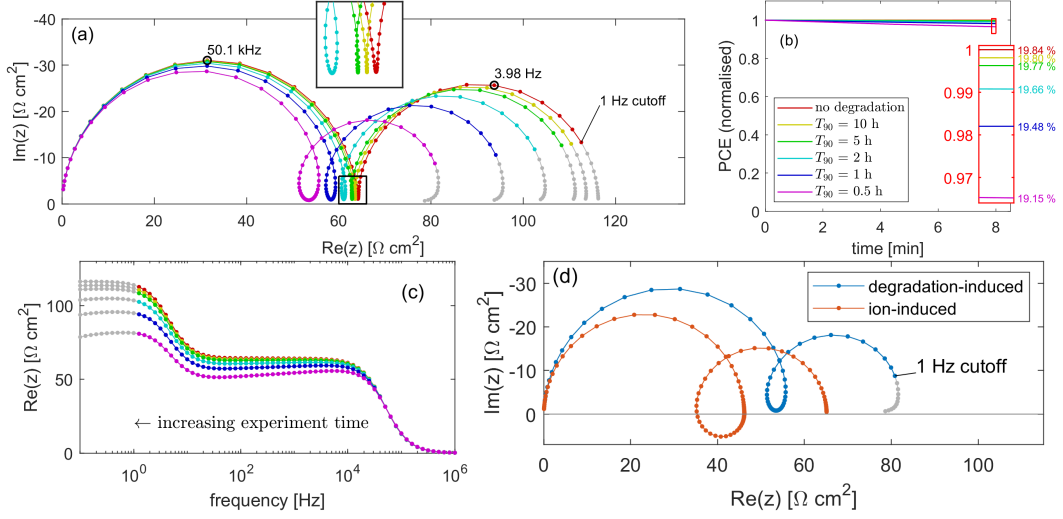 (a)
-40
-30
-20
-10
0
Im(z) [Ω cm²]
50.1 kHz
3.98 Hz
1 Hz cutoff
0 20 40 60 80 100 120
Re(z) [Ω cm²]
(b)
1
0.8
0.6
0.4
0.2
0
PCE (normalised)
no degradation
T₉₀ = 10 h
T₉₀ = 5 h
T₉₀ = 2 h
T₉₀ = 1 h
T₉₀ = 0.5 h
0 2 4 6 8
time [min]
1
0.99
0.98
0.97
19.84 %
19.80 %
19.77 %
19.66 %
19.48 %
19.15 %
(c)
100
50
0
Re(z) [Ω cm²]
← increasing experiment time
10⁰ 10² 10⁴ 10⁶
frequency [Hz]
(d)
-30
-20
-10
0
Im(z) [Ω cm²]
degradation-induced
ion-induced
1 Hz cutoff
0 20 40 60 80 100
Re(z) [Ω cm²]